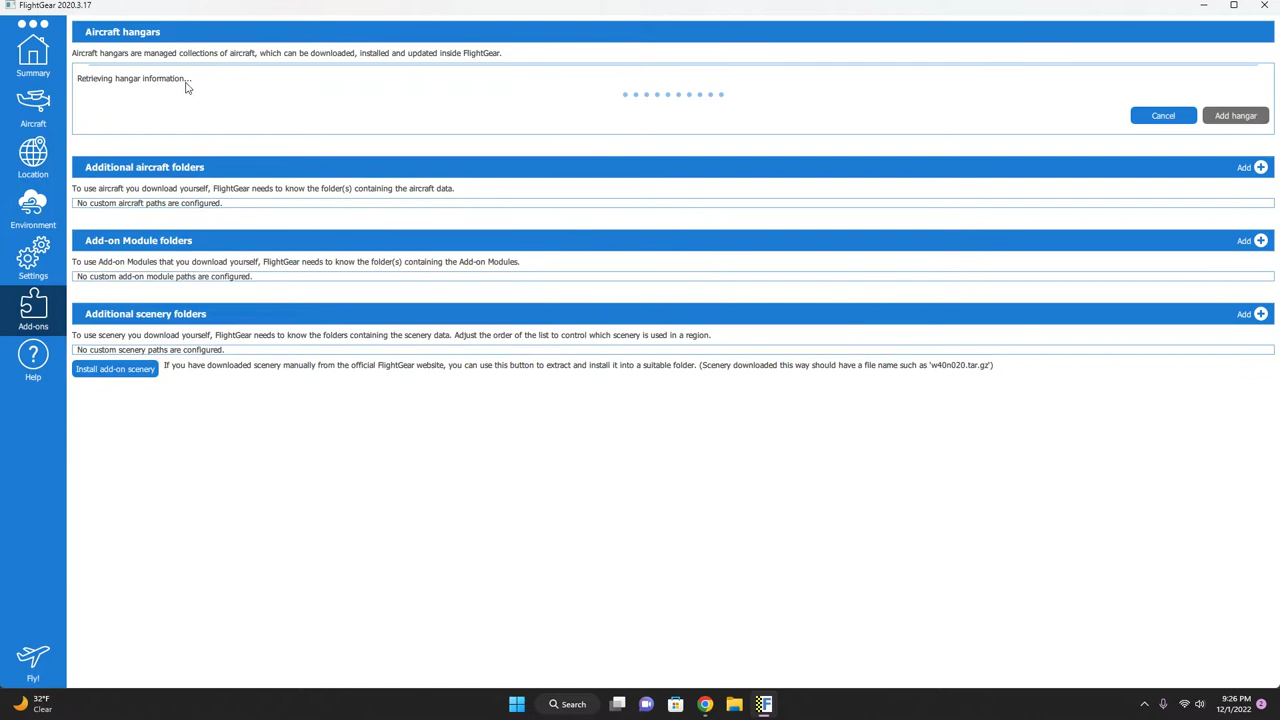 FlightGear 2020.3.17
Summary
Aircraft
Location
Environment
Settings
Add-ons
Help
Fly!
Aircraft hangars
Aircraft hangars are managed collections of aircraft, which can be downloaded, installed and updated inside FlightGear.
Retrieving hangar information...
Cancel
Add hangar
Additional aircraft folders
Add
To use aircraft you download yourself, FlightGear needs to know the folder(s) containing the aircraft data.
No custom aircraft paths are configured.
Add-on Module folders
Add
To use Add-on Modules that you download yourself, FlightGear needs to know the folder(s) containing the Add-on Modules.
No custom add-on module paths are configured.
Additional scenery folders
Add
To use scenery you download yourself, FlightGear needs to know the folders containing the scenery data. Adjust the order of the list to control which scenery is used in a region.
No custom scenery paths are configured.
Install add-on scenery
If you have downloaded scenery manually from the official FlightGear website, you can use this button to extract and install it into a suitable folder. (Scenery downloaded this way should have a file name such as 'w40n020.tar.gz')
32°F
Clear
Search
9:26 PM
12/1/2022
2